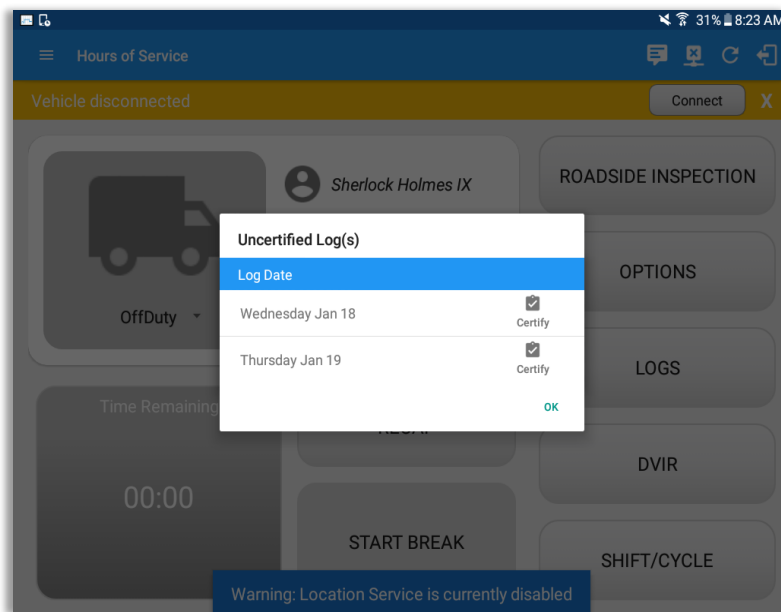 31% 8:23 AM
Hours of Service
Vehicle disconnected
Connect
X
Sherlock Holmes IX
ROADSIDE INSPECTION
Uncertified Log(s)
Log Date
OPTIONS
OffDuty
Wednesday Jan 18
Certify
Thursday Jan 19
Certify
LOGS
OK
Time Remaining
DVIR
00:00
START BREAK
SHIFT/CYCLE
Warning: Location Service is currently disabled